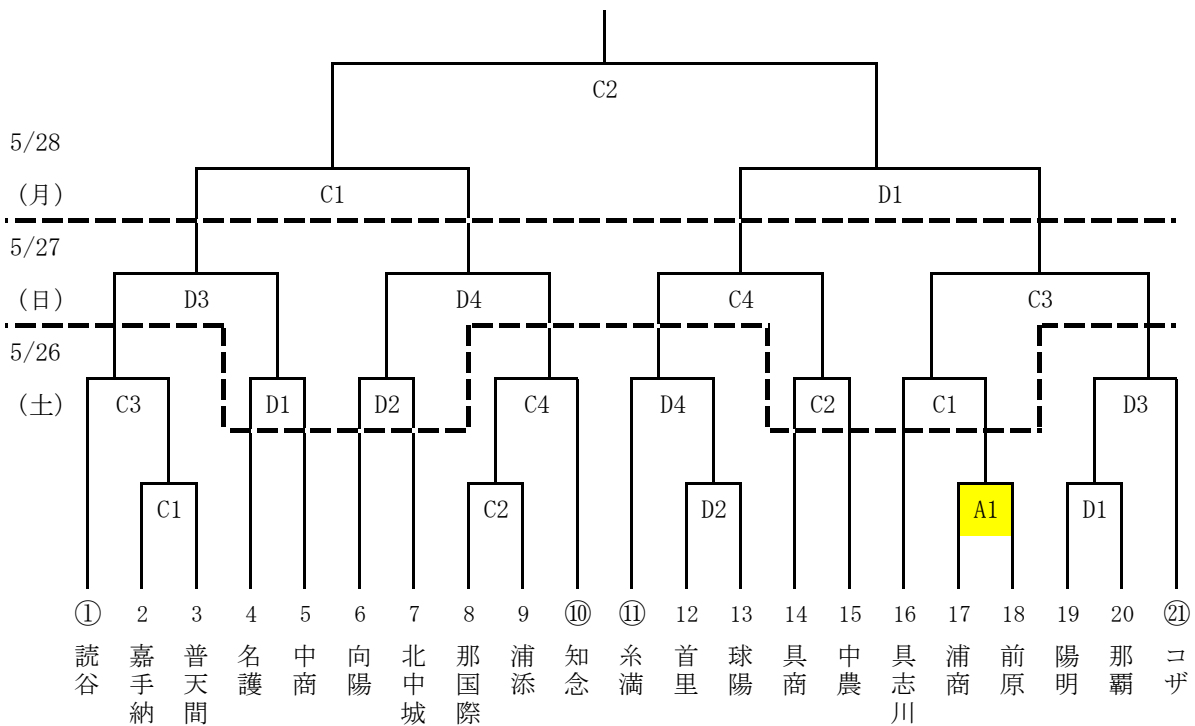 C2
5/28
(月)
C1
D1
5/27
(日)
D3
D4
C4
C3
5/26
(土)
C3
D1
D2
C4
D4
C2
C1
D3
C1
C2
D2
A1
D1
① 2 3 4 5 6 7 8 9 ⑩ ⑪ 12 13 14 15 16 17 18 19 20 ㉑
読谷
嘉手納
普天間
名護
中商
向陽
北中城
那国際
浦添
知念
糸満
首里
球陽
具商
中農
具志川
浦商
前原
陽明
那覇
コザ